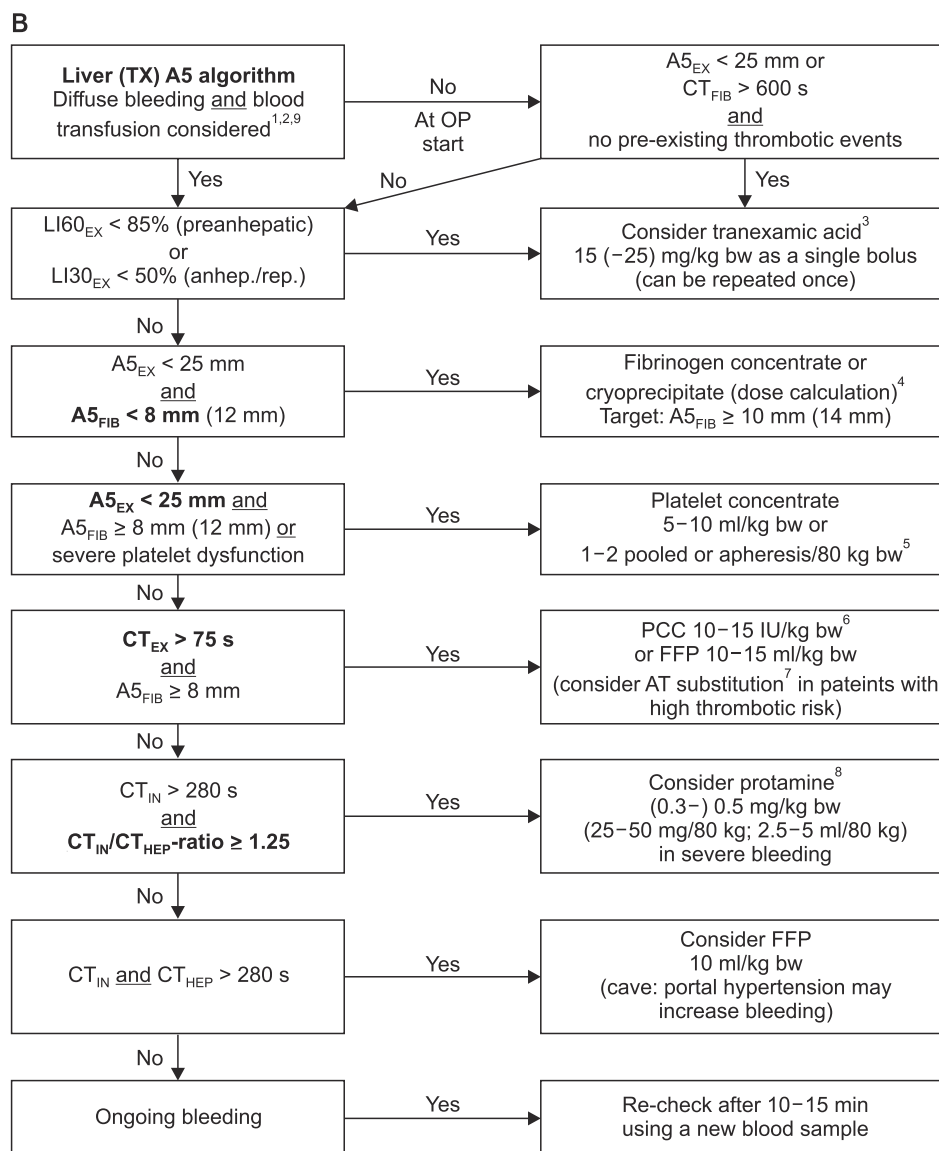 B
Liver (TX) A5 algorithm
Diffuse bleeding and blood
transfusion considered1,2,9
No
At OP
start
A5EX < 25 mm or
CTFIB > 600 s
and
no pre-existing thrombotic events
Yes
No
Yes
LI60EX < 85% (preanhepatic)
or
LI30EX < 50% (anhep./rep.)
Yes
Consider tranexamic acid3
15 (−25) mg/kg bw as a single bolus
(can be repeated once)
No
A5EX < 25 mm
and
A5FIB < 8 mm (12 mm)
Yes
Fibrinogen concentrate or
cryoprecipitate (dose calculation)4
Target: A5FIB ≥ 10 mm (14 mm)
No
A5EX < 25 mm and
A5FIB ≥ 8 mm (12 mm) or
severe platelet dysfunction
Yes
Platelet concentrate
5−10 ml/kg bw or
1−2 pooled or apheresis/80 kg bw5
No
CTEX > 75 s
and
A5FIB ≥ 8 mm
Yes
PCC 10−15 IU/kg bw6
or FFP 10−15 ml/kg bw
(consider AT substitution7 in pateints with
high thrombotic risk)
No
CTIN > 280 s
and
CTIN/CTHEP-ratio ≥ 1.25
Yes
Consider protamine8
(0.3−) 0.5 mg/kg bw
(25−50 mg/80 kg; 2.5−5 ml/80 kg)
in severe bleeding
No
CTIN and CTHEP > 280 s
Yes
Consider FFP
10 ml/kg bw
(cave: portal hypertension may
increase bleeding)
No
Ongoing bleeding
Yes
Re-check after 10−15 min
using a new blood sample